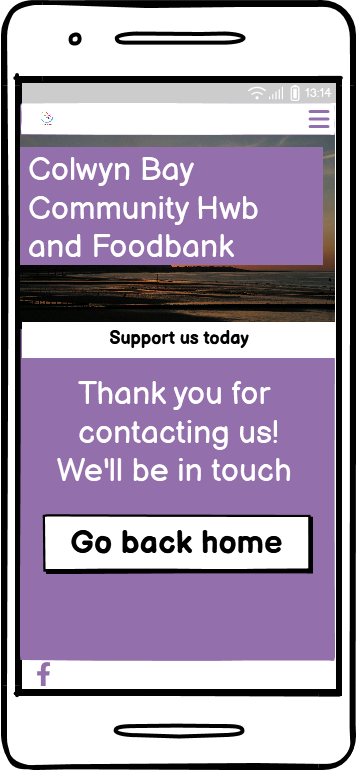 13:14
Colwyn Bay
Community Hwb
and Foodbank
Support us today
Thank you for
contacting us!
We'll be in touch
Go back home